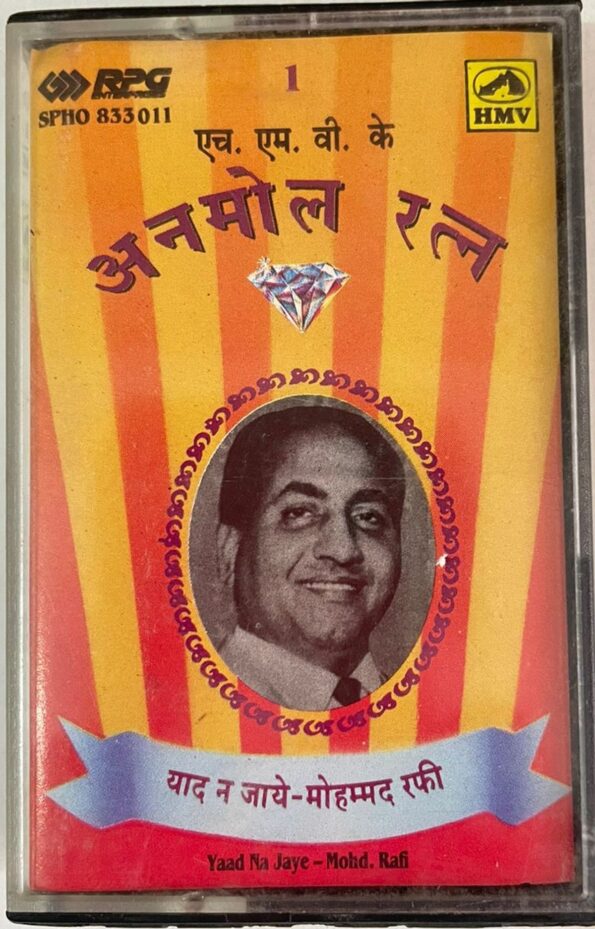 RPG
1
SPHO 833011
HMV
एच. एम. वी. के
अनमोल रत्न
याद न जाये-मोहम्मद रफी
Yaad Na Jaye - Mohd. Rafi